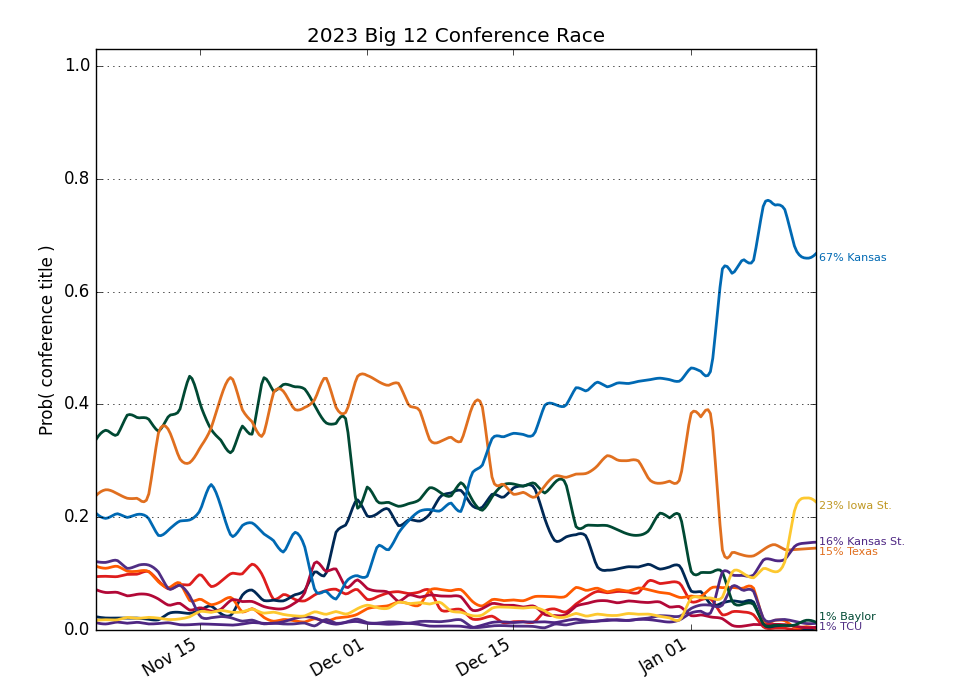 2023 Big 12 Conference Race
Prob( conference title )
1.0
0.8
0.6
0.4
0.2
0.0
67% Kansas
23% Iowa St.
16% Kansas St.
15% Texas
1% Baylor
1% TCU
Nov 15
Dec 01
Dec 15
Jan 01